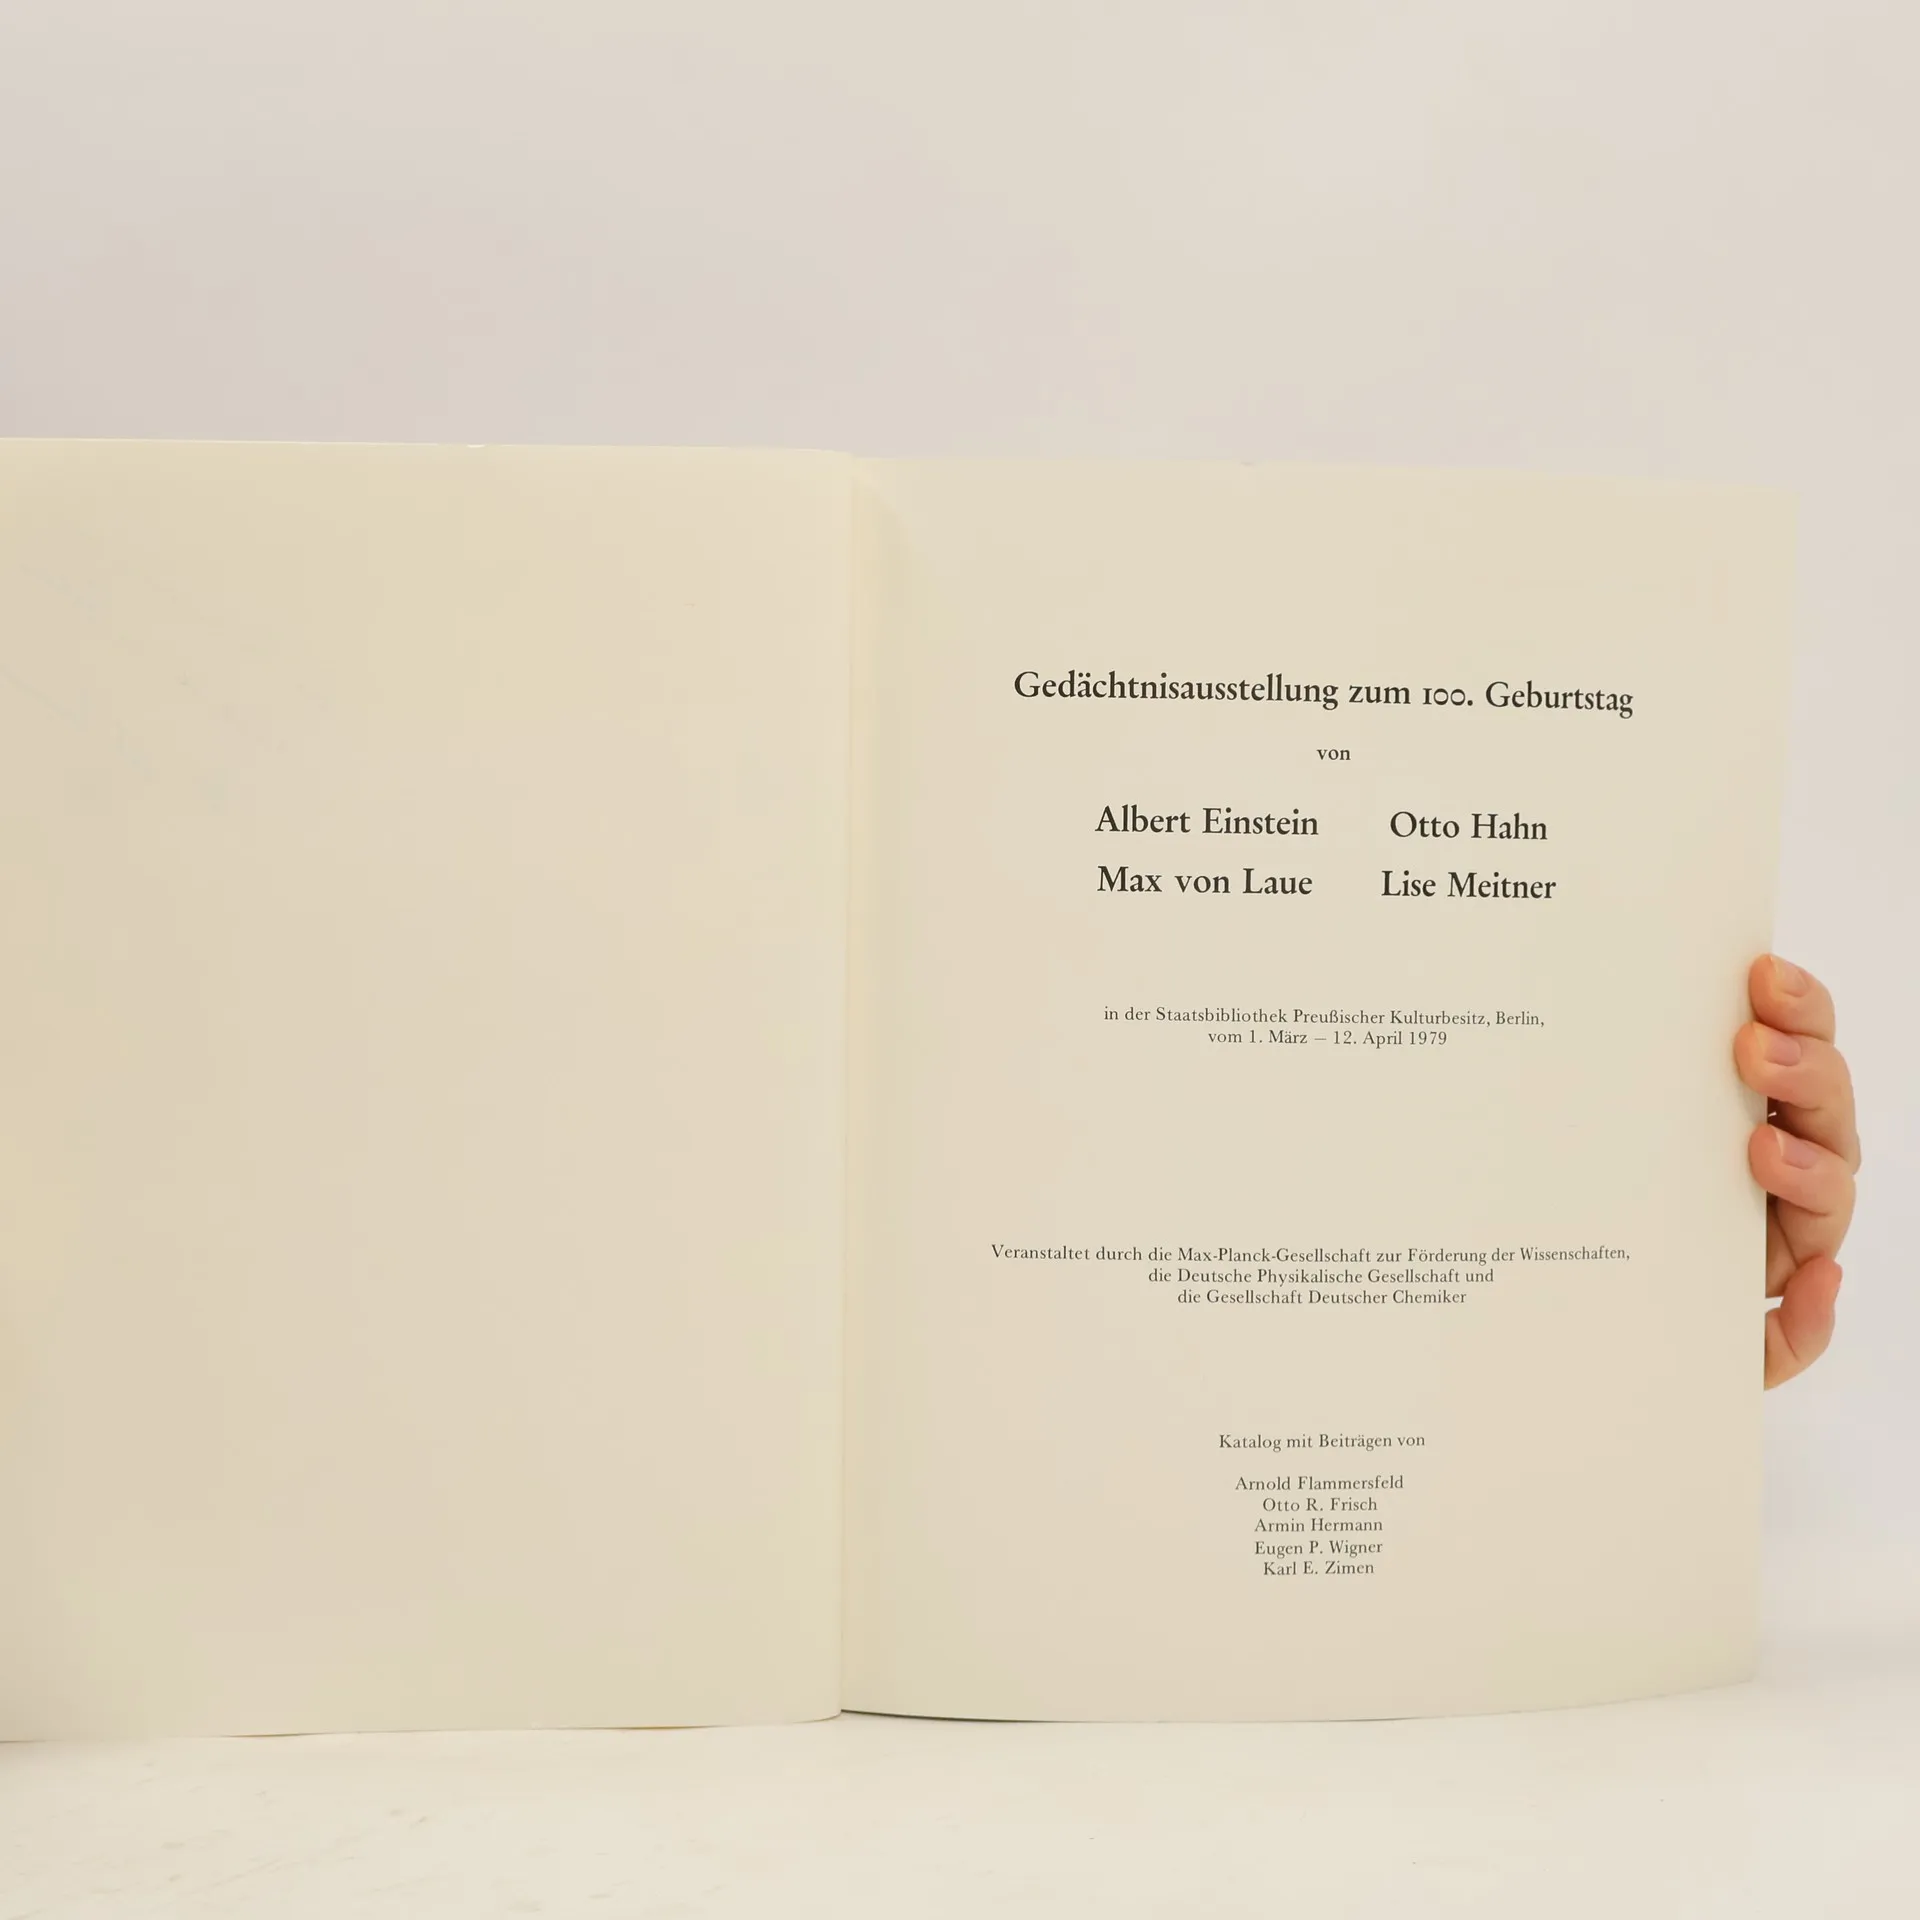 Gedächtnisausstellung zum 100. Geburtstag
von
Albert Einstein Otto Hahn
Max von Laue Lise Meitner
in der Staatsbibliothek Preußischer Kulturbesitz, Berlin,
vom 1. März – 12. April 1979
Veranstaltet durch die Max-Planck-Gesellschaft zur Förderung der Wissenschaften,
die Deutsche Physikalische Gesellschaft und
die Gesellschaft Deutscher Chemiker
Katalog mit Beiträgen von
Arnold Flammersfeld
Otto R. Frisch
Armin Hermann
Eugen P. Wigner
Karl E. Zimen